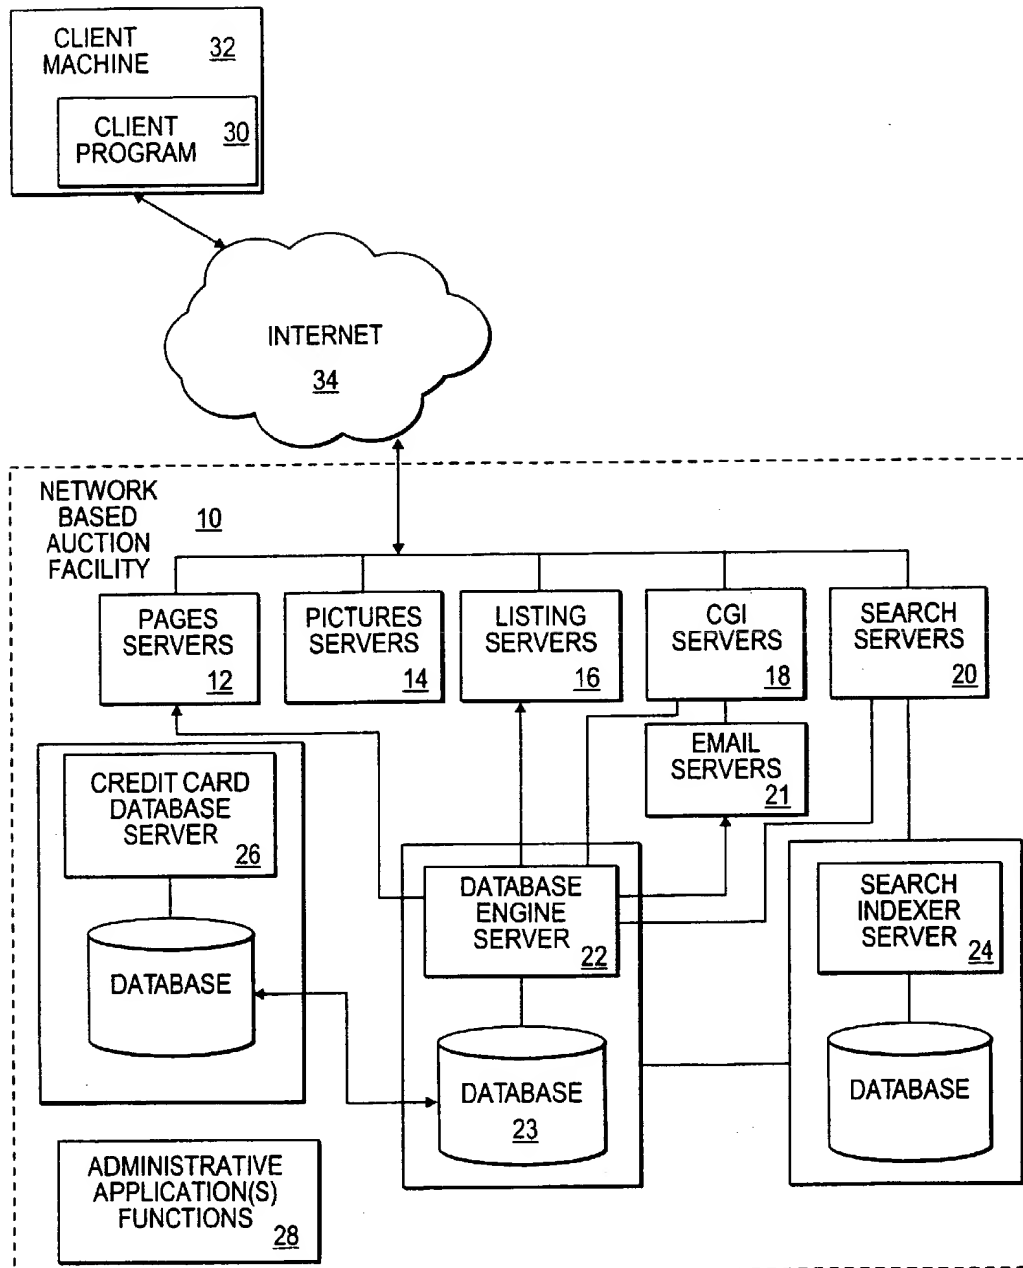 CLIENT
MACHINE
32
CLIENT
PROGRAM
30
INTERNET
34
NETWORK
BASED
AUCTION
FACILITY
10
PAGES
SERVERS
12
PICTURES
SERVERS
14
LISTING
SERVERS
16
CGI
SERVERS
18
SEARCH
SERVERS
20
EMAIL
SERVERS
21
CREDIT CARD
DATABASE
SERVER
26
DATABASE
DATABASE
ENGINE
SERVER
22
DATABASE
23
SEARCH
INDEXER
SERVER
24
DATABASE
ADMINISTRATIVE
APPLICATION(S)
FUNCTIONS
28